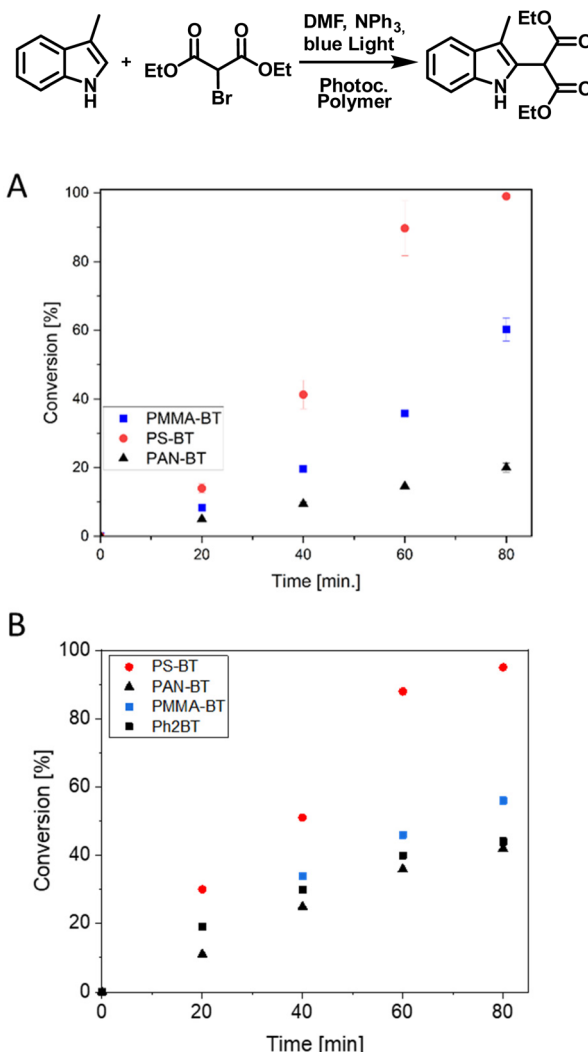 DMF, NPh3,
blue Light
Photoc.
Polymer
N
H
+
O
O
EtO
OEt
Br
N
H
EtO
O
O
EtO
A
Conversion [%]
100
80
60
40
20
0
PMMA-BT
PS-BT
PAN-BT
0 20 40 60 80
Time [min.]
B
Conversion [%]
100
80
60
40
20
0
PS-BT
PAN-BT
PMMA-BT
Ph2BT
0 20 40 60 80
Time [min]